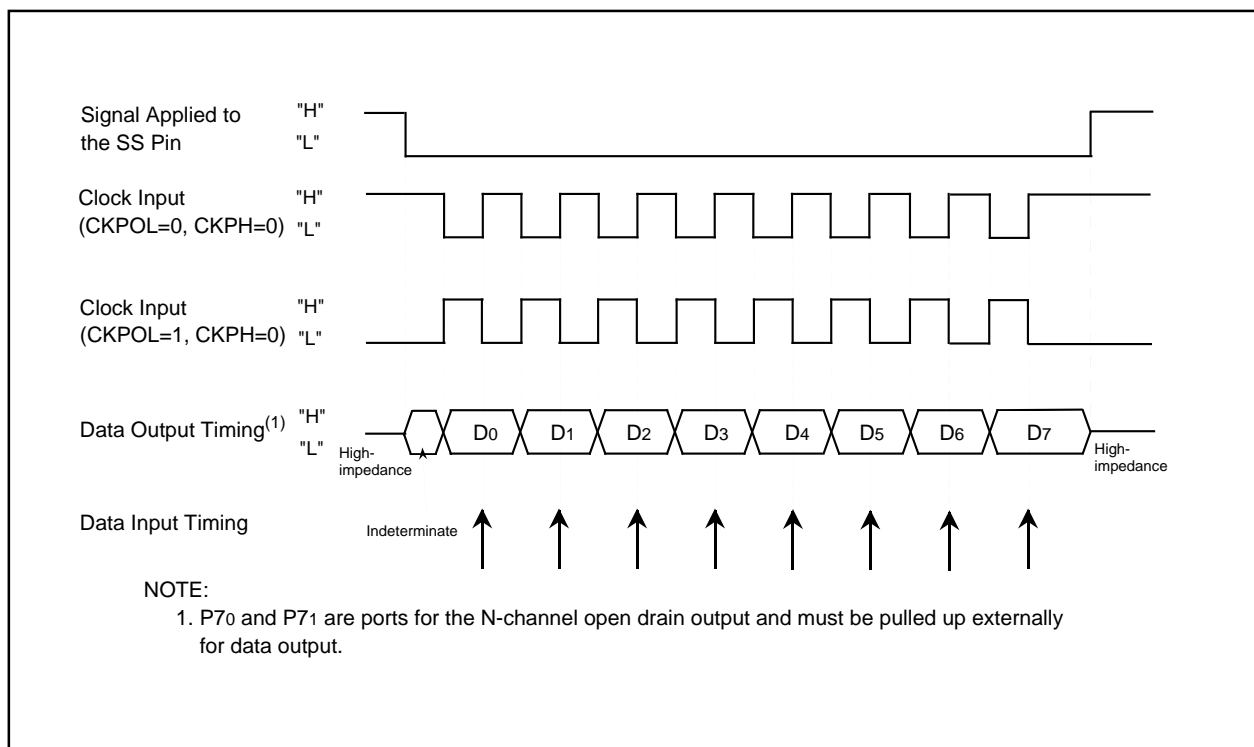 Signal Applied to
the SS Pin
"H"
"L"
Clock Input
(CKPOL=0, CKPH=0)
"H"
"L"
Clock Input
(CKPOL=1, CKPH=0)
"H"
"L"
Data Output Timing(1)
"H"
"L"
High-
impedance
D0
D1
D2
D3
D4
D5
D6
D7
High-
impedance
Data Input Timing
Indeterminate
NOTE:
1. P70 and P71 are ports for the N-channel open drain output and must be pulled up externally
for data output.